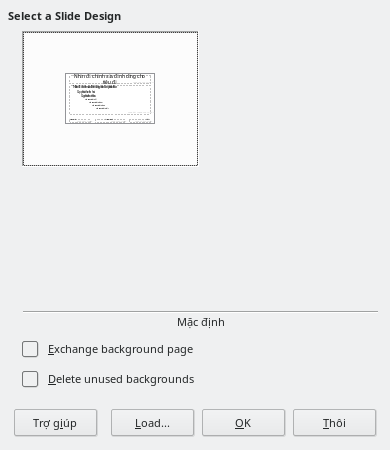 Select a Slide Design
Nhấn để chỉnh sửa định dạng cho
tiêu đề
Mặc định
Exchange background page
Delete unused backgrounds
Trợ giúp
Load...
OK
Thôi